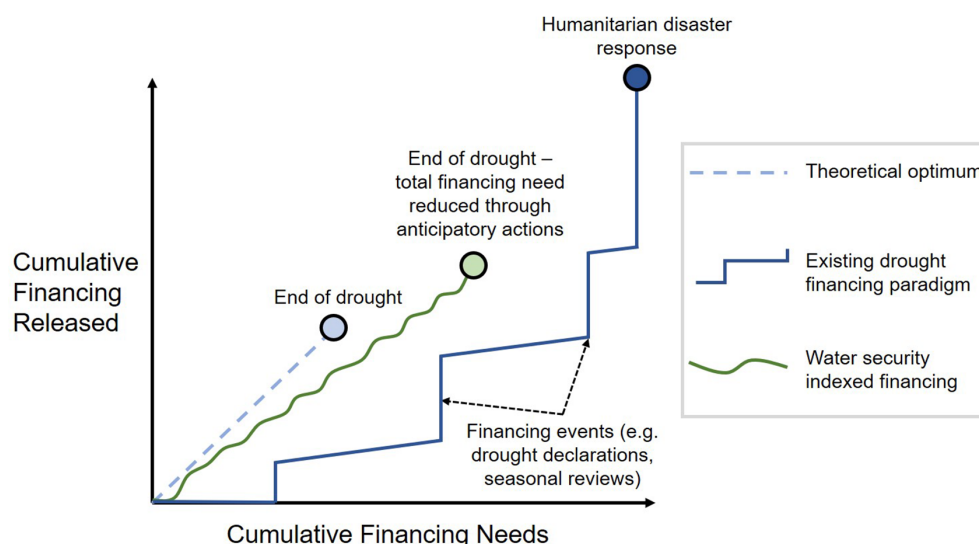 Humanitarian disaster
response
End of drought –
total financing need
reduced through
anticipatory actions
End of drought
Cumulative
Financing
Released
Financing events (e.g.
drought declarations,
seasonal reviews)
Cumulative Financing Needs
Theoretical optimum
Existing drought
financing paradigm
Water security
indexed financing